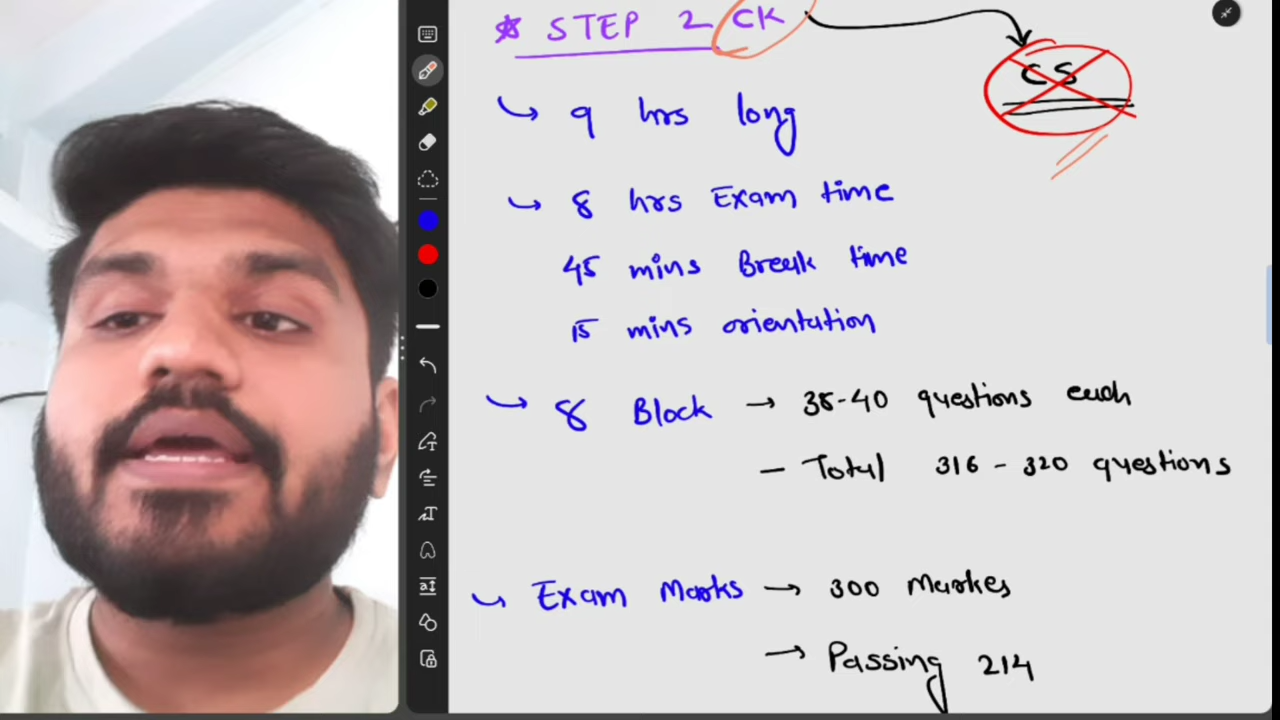 * STEP 2 CK
CS
9 hrs long
8 hrs Exam time
45 mins Break time
15 mins orientation
8 Block → 38-40 questions each
- Total 316 - 320 questions
Exam Marks → 300 Markes
→ Passing 214